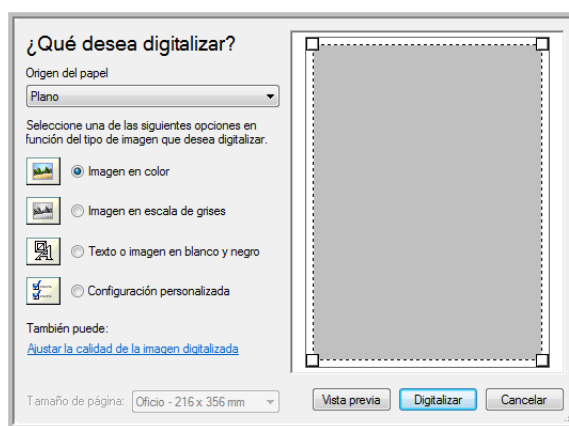 ¿Qué desea digitalizar?
Origen del papel
Plano
Seleccione una de las siguientes opciones en
función del tipo de imagen que desea digitalizar.
Imagen en color
Imagen en escala de grises
Texto o imagen en blanco y negro
Configuración personalizada
También puede:
Ajustar la calidad de la imagen digitalizada
Tamaño de página: Oficio - 216 x 356 mm
Vista previa Digitalizar Cancelar